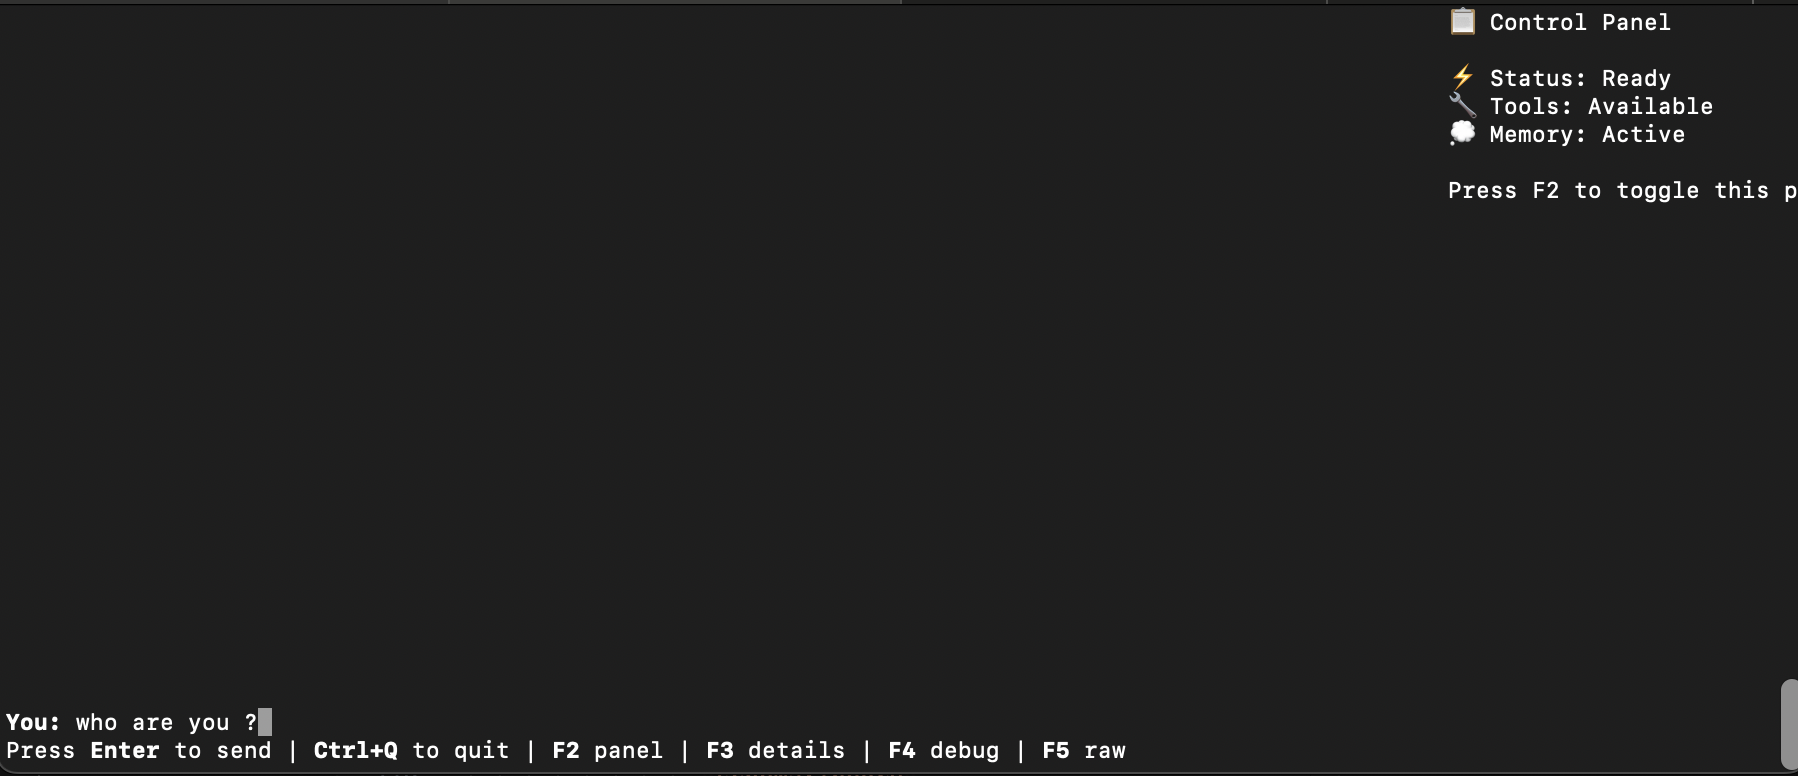 Control Panel
Status: Ready
Tools: Available
Memory: Active
Press F2 to toggle this p
You: who are you ?
Press Enter to send | Ctrl+Q to quit | F2 panel | F3 details | F4 debug | F5 raw